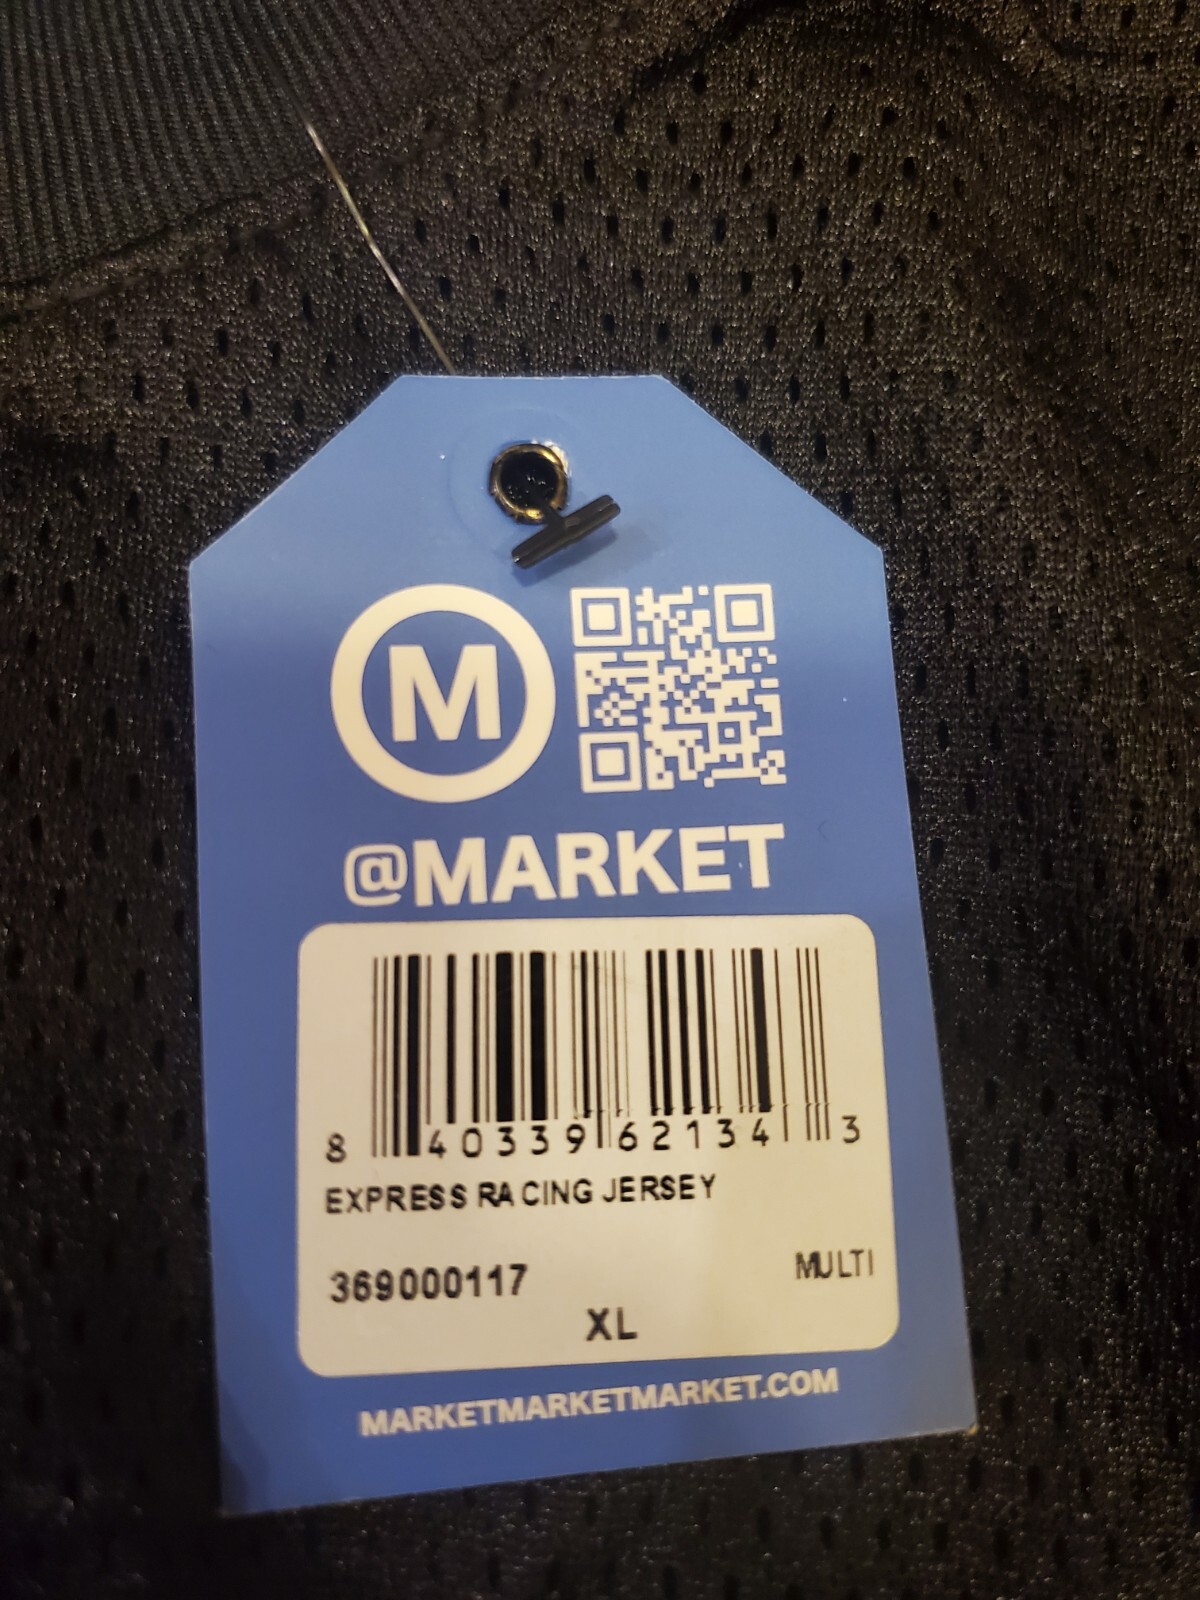 M
@MARKET
8 40339 62134 3
EXPRESS RACING JERSEY
369000117 MULTI
XL
MARKETMARKETMARKET.COM